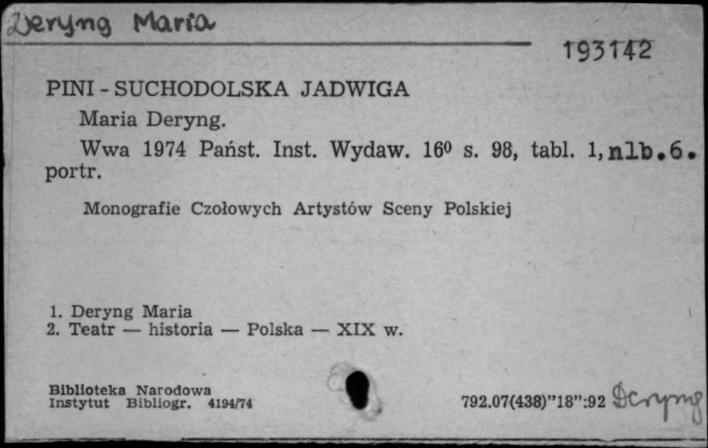 Deryng Maria
193142
PINI - SUCHODOLSKA JADWIGA
Maria Deryng.
Wwa 1974 Państ. Inst. Wydaw. 16⁰ s. 98, tabl. 1, nlb.6.
portr.
Monografie Czołowych Artystów Sceny Polskiej
1. Deryng Maria
2. Teatr — historia — Polska — XIX w.
Biblioteka Narodowa
Instytut Bibliogr. 4194/74
792.07(438)"18":92 Deryng